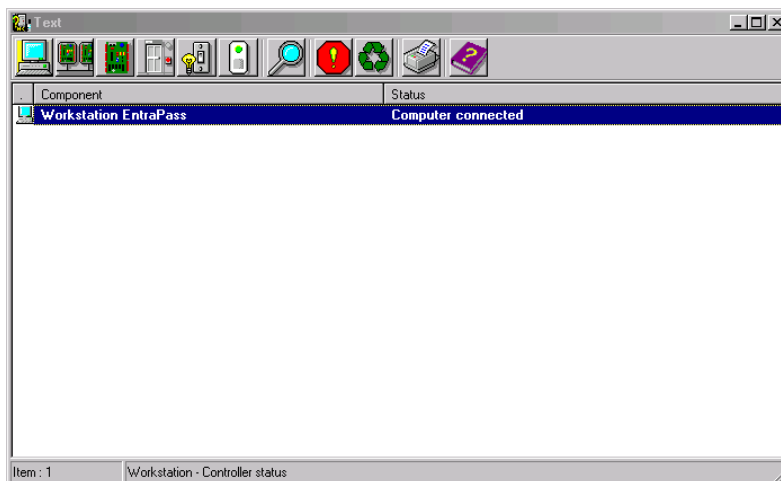 Text
. Component Status
Workstation EntraPass Computer connected
Item : 1 Workstation - Controller status